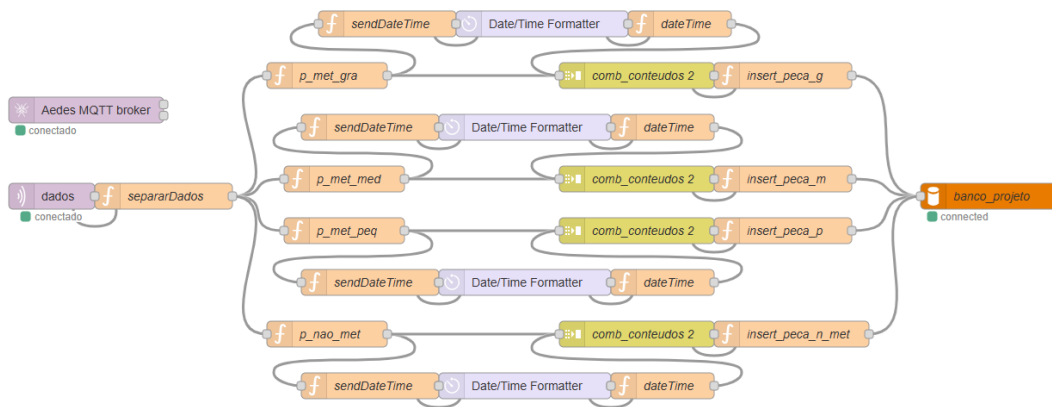 sendDateTime
Date/Time Formatter
dateTime
p_met_gra
comb_conteudos 2
insert_peca_g
Aedes MQTT broker
conectado
sendDateTime
Date/Time Formatter
dateTime
p_met_med
comb_conteudos 2
insert_peca_m
dados
separarDados
banco_projeto
conectado
connected
p_met_peq
comb_conteudos 2
insert_peca_p
sendDateTime
Date/Time Formatter
dateTime
p_nao_met
comb_conteudos 2
insert_peca_n_met
sendDateTime
Date/Time Formatter
dateTime